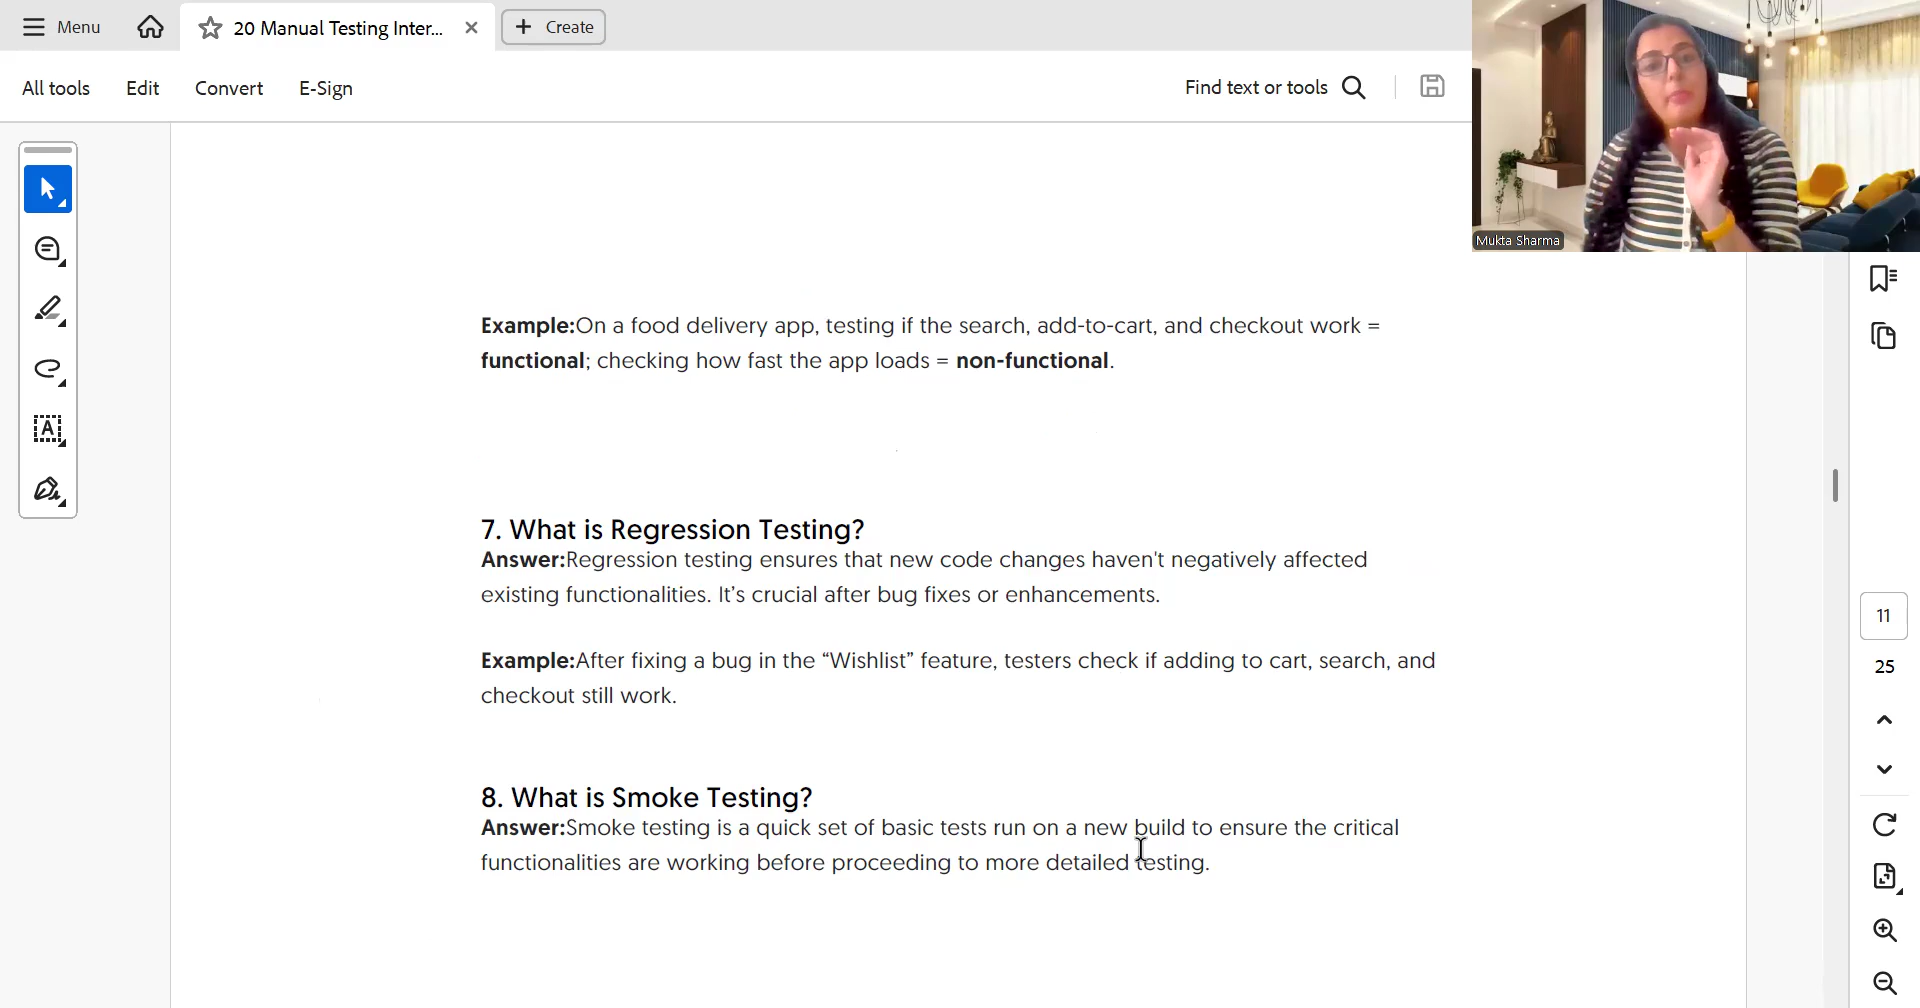 Menu
20 Manual Testing Inter...
Create
All tools
Edit
Convert
E-Sign
Find text or tools
Mukta Sharma
Example:On a food delivery app, testing if the search, add-to-cart, and checkout work =
functional; checking how fast the app loads = non-functional.
7. What is Regression Testing?
Answer:Regression testing ensures that new code changes haven't negatively affected
existing functionalities. It’s crucial after bug fixes or enhancements.
Example:After fixing a bug in the “Wishlist” feature, testers check if adding to cart, search, and
checkout still work.
8. What is Smoke Testing?
Answer:Smoke testing is a quick set of basic tests run on a new build to ensure the critical
functionalities are working before proceeding to more detailed testing.
11
25